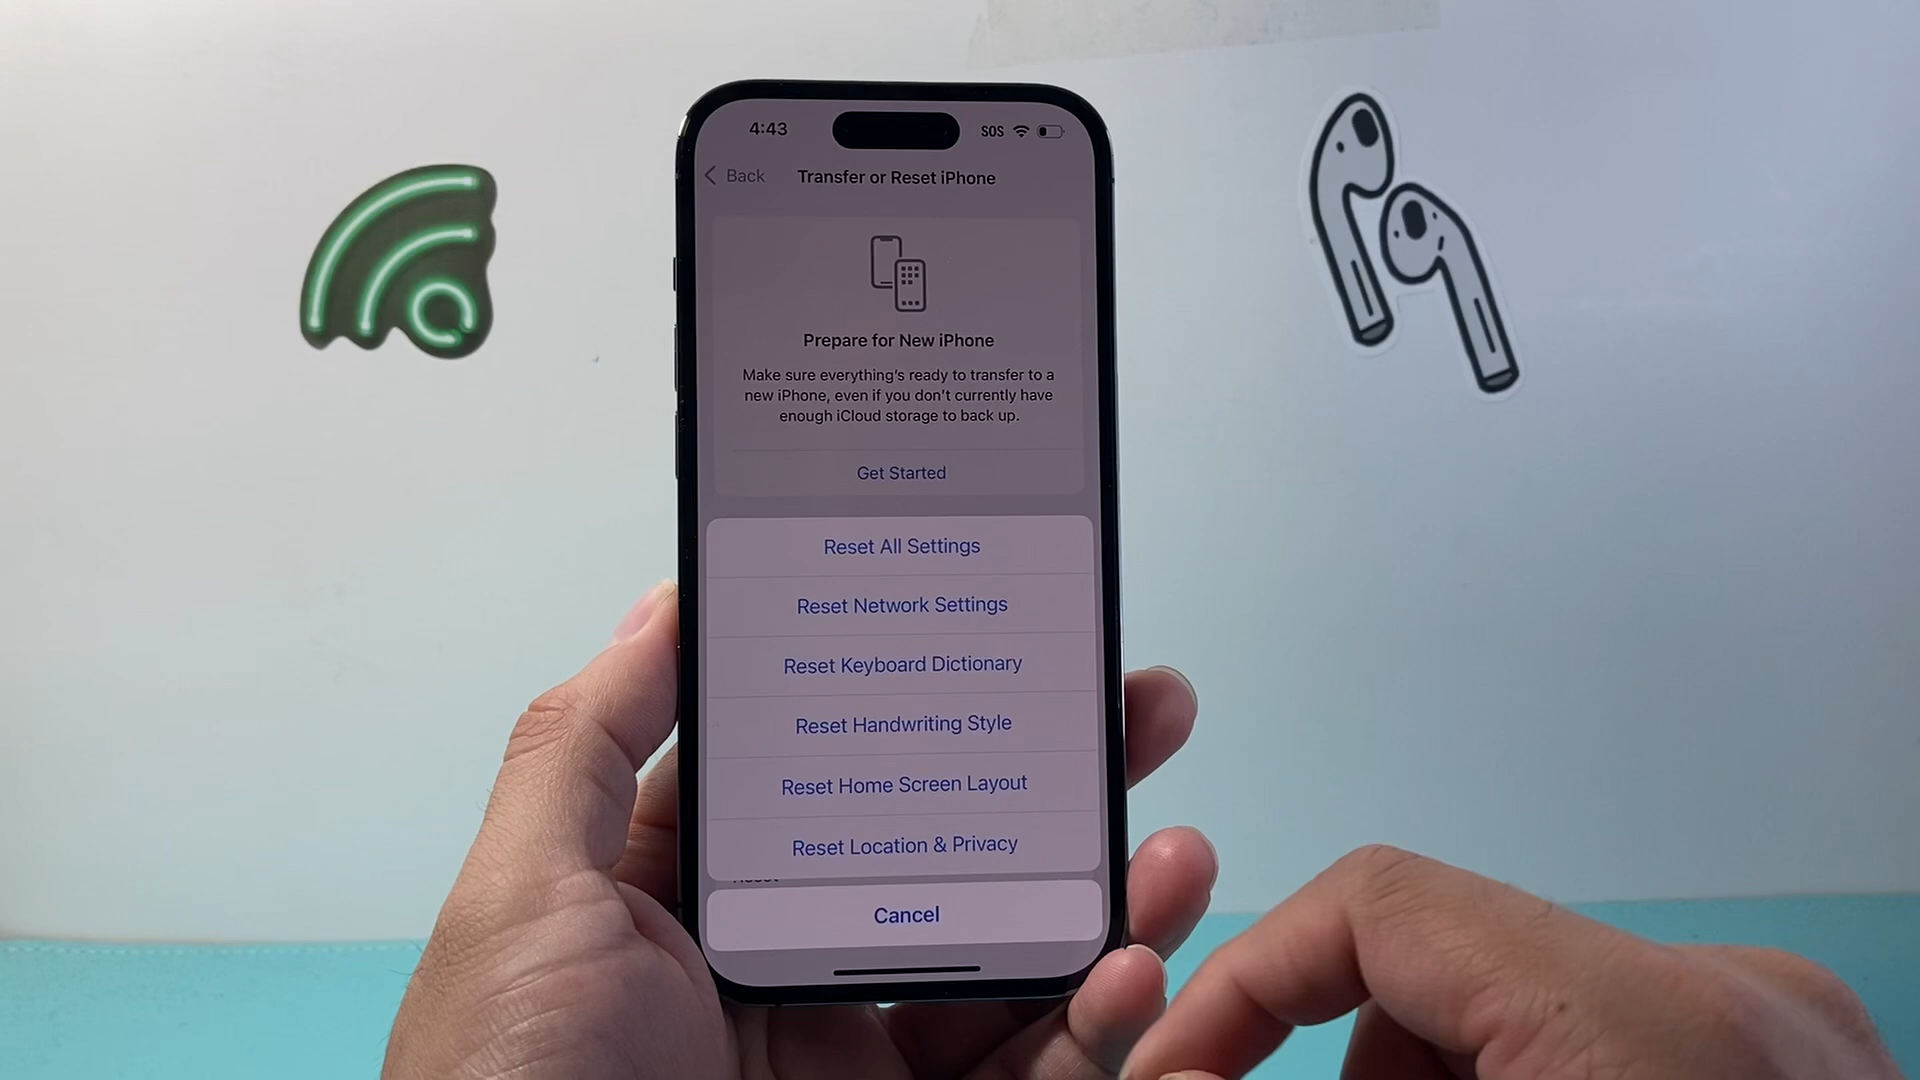 4:43
SOS
Back
Transfer or Reset iPhone
Prepare for New iPhone
Make sure everything's ready to transfer to a
new iPhone, even if you don't currently have
enough iCloud storage to back up.
Get Started
Reset All Settings
Reset Network Settings
Reset Keyboard Dictionary
Reset Handwriting Style
Reset Home Screen Layout
Reset Location & Privacy
Reset
Cancel